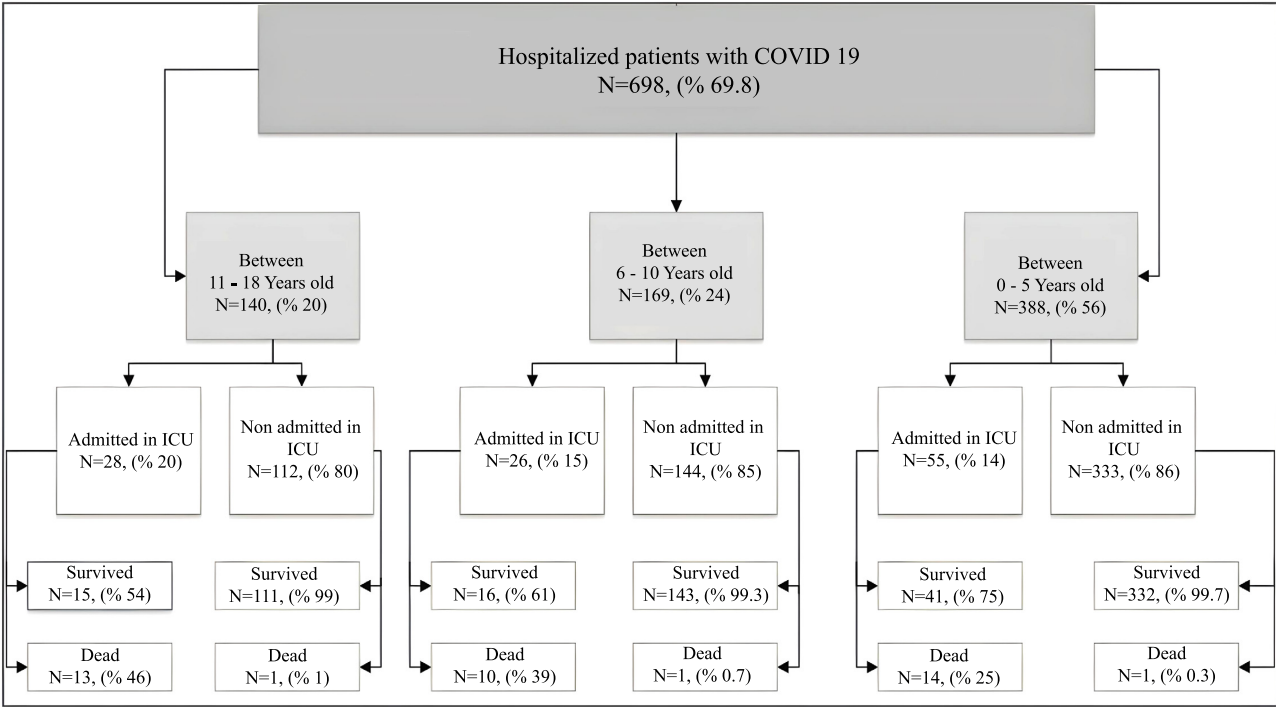 Hospitalized patients with COVID 19
N=698, (% 69.8)
Between
11 - 18 Years old
N=140, (% 20)
Between
6 - 10 Years old
N=169, (% 24)
Between
0 - 5 Years old
N=388, (% 56)
Admitted in ICU
N=28, (% 20)
Non admitted in
ICU
N=112, (% 80)
Admitted in ICU
N=26, (% 15)
Non admitted in
ICU
N=144, (% 85)
Admitted in ICU
N=55, (% 14)
Non admitted in
ICU
N=333, (% 86)
Survived
N=15, (% 54)
Survived
N=111, (% 99)
Survived
N=16, (% 61)
Survived
N=143, (% 99.3)
Survived
N=41, (% 75)
Survived
N=332, (% 99.7)
Dead
N=13, (% 46)
Dead
N=1, (% 1)
Dead
N=10, (% 39)
Dead
N=1, (% 0.7)
Dead
N=14, (% 25)
Dead
N=1, (% 0.3)